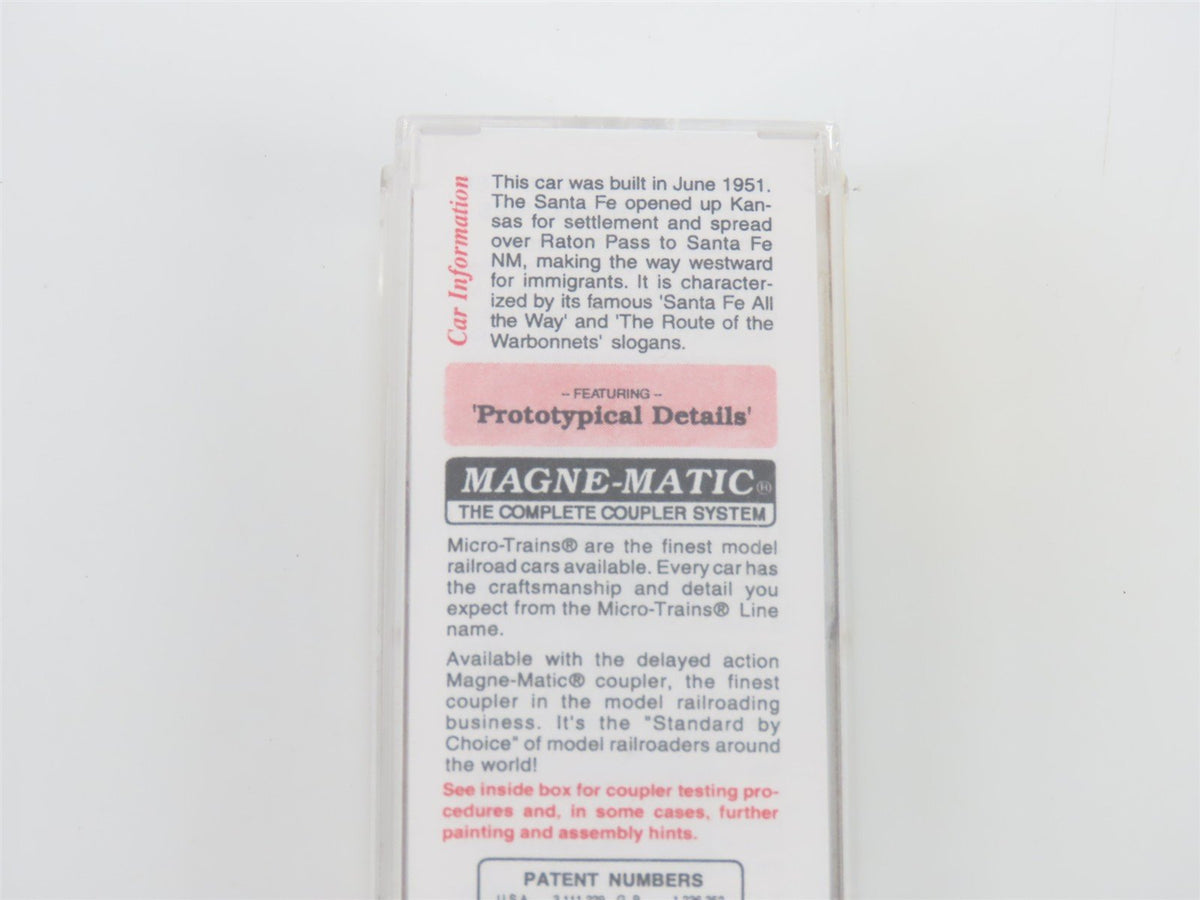 Car Information
This car was built in June 1951.
The Santa Fe opened up Kan-
sas for settlement and spread
over Raton Pass to Santa Fe
NM, making the way westward
for immigrants. It is character-
ized by its famous 'Santa Fe All
the Way' and 'The Route of the
Warbonnets' slogans.
-- FEATURING --
'Prototypical Details'
MAGNE-MATIC®
THE COMPLETE COUPLER SYSTEM
Micro-Trains® are the finest model
railroad cars available. Every car has
the craftsmanship and detail you
expect from the Micro-Trains® Line
name.
Available with the delayed action
Magne-Matic® coupler, the finest
coupler in the model railroading
business. It's the "Standard by
Choice" of model railroaders around
the world!
See inside box for coupler testing pro-
cedures and, in some cases, further
painting and assembly hints.
PATENT NUMBERS